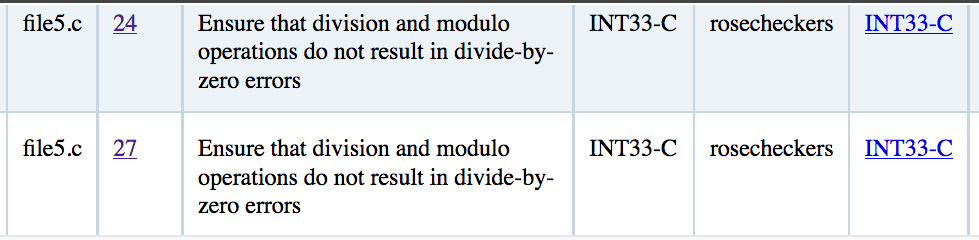 file5.c 24 Ensure that division and modulo INT33-C rosecheckers INT33-C
operations do not result in divide-by-
zero errors
file5.c 27 Ensure that division and modulo INT33-C rosecheckers INT33-C
operations do not result in divide-by-
zero errors